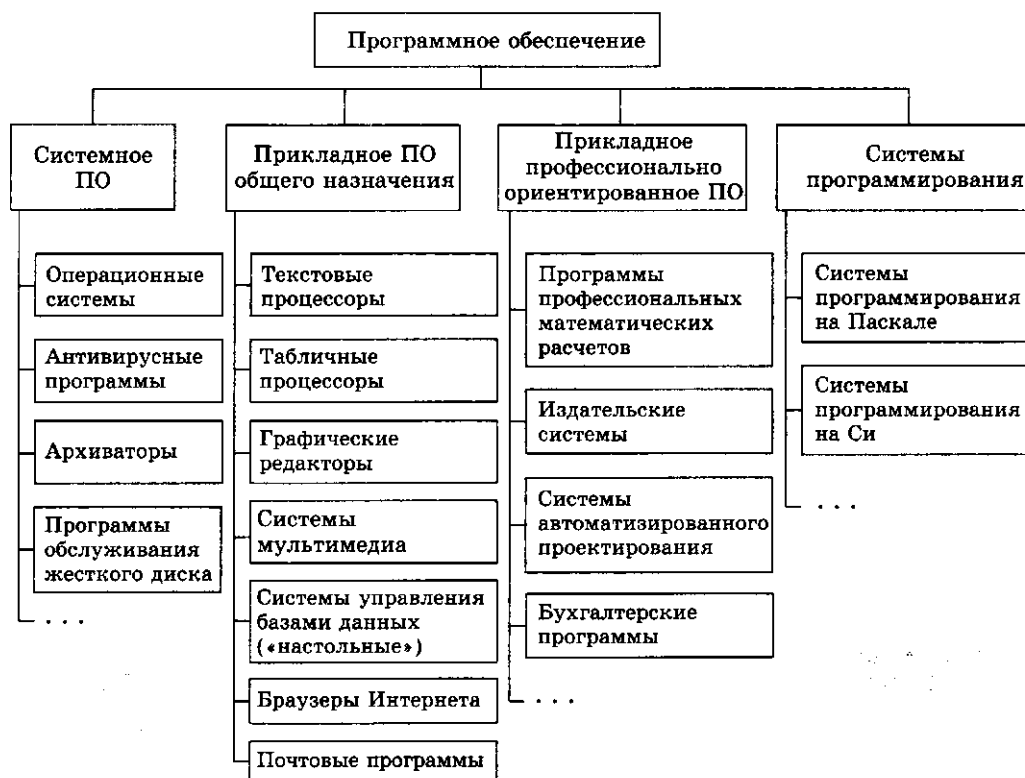 Программное обеспечение
Системное
ПО
Прикладное ПО
общего назначения
Прикладное
профессионально
ориентированное ПО
Системы
программирования
Операционные
системы
Антивирусные
программы
Архиваторы
Программы
обслуживания
жесткого диска
. . .
Текстовые
процессоры
Табличные
процессоры
Графические
редакторы
Системы
мультимедиа
Системы управления
базами данных
(«настольные»)
Браузеры Интернета
Почтовые программы
Программы
профессиональных
математических
расчетов
Издательские
системы
Системы
автоматизированного
проектирования
Бухгалтерские
программы
. . .
Системы
программирования
на Паскале
Системы
программирования
на Си
. . .